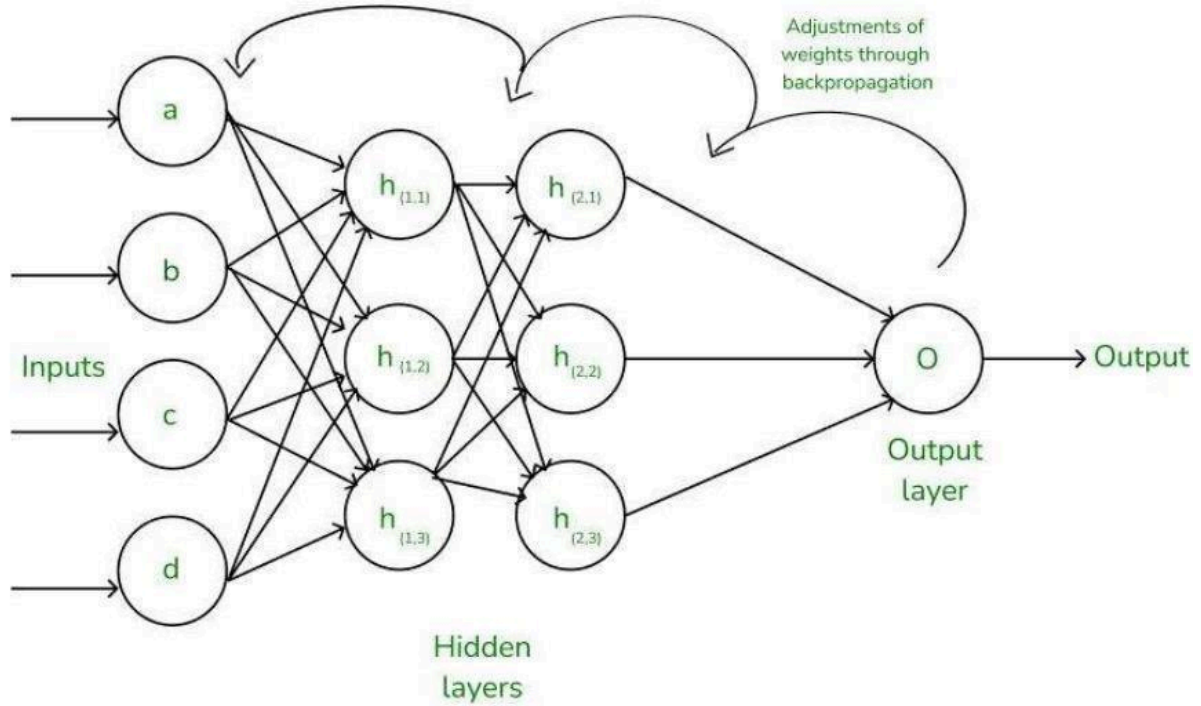 Adjustments of
weights through
backpropagation
a
h(1,1)
h(2,1)
b
Inputs
h(1,2)
h(2,2)
O
Output
c
Output
layer
h(1,3)
h(2,3)
d
Hidden
layers